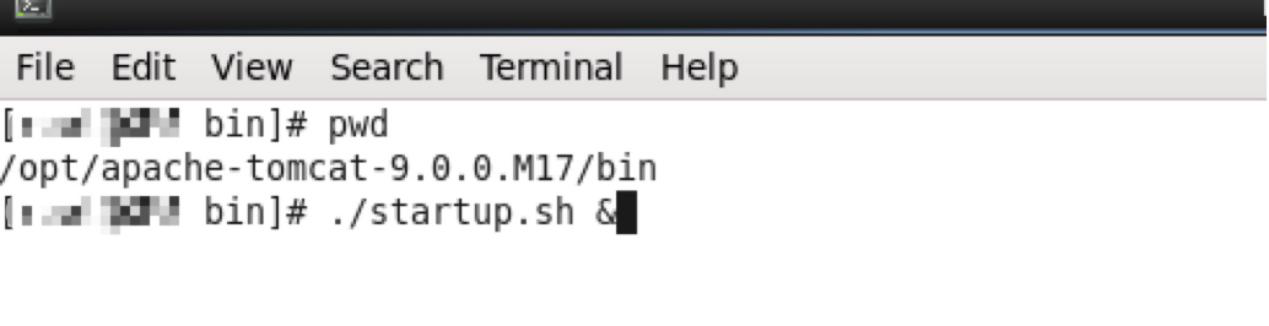 File Edit View Search Terminal Help
[ bin]# pwd
/opt/apache-tomcat-9.0.0.M17/bin
[ bin]# ./startup.sh &